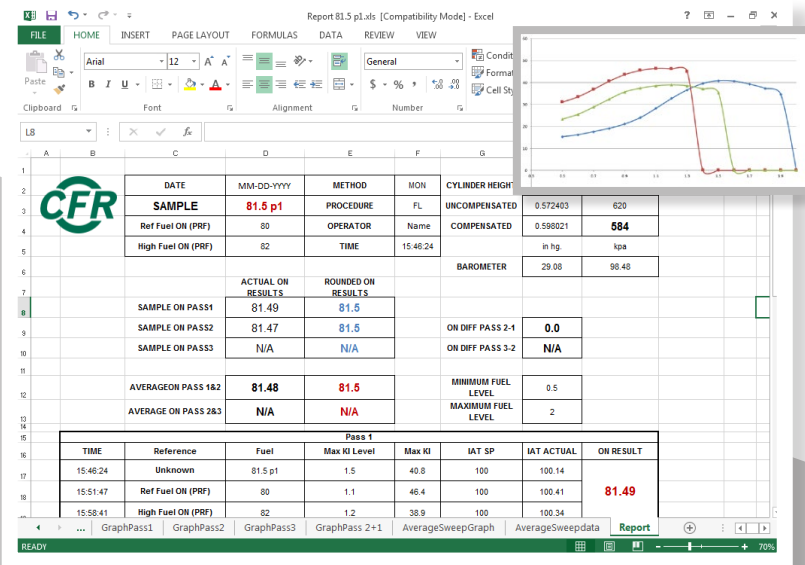 Report 81.5 p1.xls [Compatibility Mode] - Excel
FILE HOME INSERT PAGE LAYOUT FORMULAS DATA REVIEW VIEW
Paste
Arial 12 A A
B I U A
General
$ % ,
Condit
Format
Cell St
Clipboard Font Alignment Number
L8 fx
A B C D E F G
CFR
DATE MM-DD-YYYY METHOD MON CYLINDER HEIGHT
SAMPLE 81.5 p1 PROCEDURE FL UNCOMPENSATED 0.572403 620
Ref Fuel ON (PRF) 80 OPERATOR Name COMPENSATED 0.598021 584
High Fuel ON (PRF) 82 TIME 15:46:24 in hg. kpa
BAROMETER 29.08 98.48
ACTUAL ON RESULTS ROUNDED ON RESULTS
SAMPLE ON PASS1 81.49 81.5
SAMPLE ON PASS2 81.47 81.5 ON DIFF PASS 2-1 0.0
SAMPLE ON PASS3 N/A N/A ON DIFF PASS 3-2 N/A
AVERAGEON PASS 1&2 81.48 81.5 MINIMUM FUEL LEVEL 0.5
AVERAGE ON PASS 2&3 N/A N/A MAXIMUM FUEL LEVEL 2
Pass 1
TIME Reference Fuel Max KI Level Max KI IAT SP IAT ACTUAL ON RESULT
15:46:24 Unknown 81.5 p1 1.5 40.8 100 100.14
15:51:47 Ref Fuel ON (PRF) 80 1.1 46.4 100 100.41 81.49
15:58:41 High Fuel ON (PRF) 82 1.2 38.9 100 100.34
... GraphPass1 GraphPass2 GraphPass3 GraphPass 2+1 AverageSweepGraph AverageSweepdata Report
READY 70%